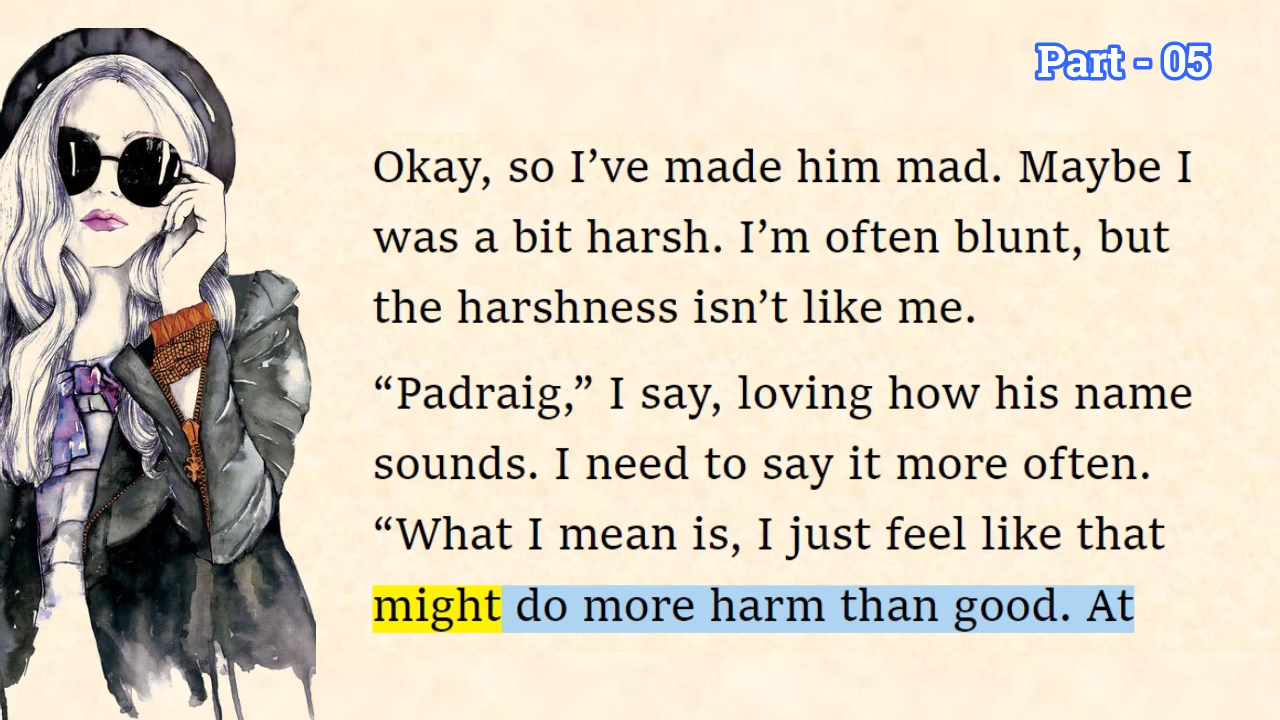 Part - 05
Okay, so I’ve made him mad. Maybe I
was a bit harsh. I’m often blunt, but
the harshness isn’t like me.
“Padraig,” I say, loving how his name
sounds. I need to say it more often.
“What I mean is, I just feel like that
might do more harm than good. At